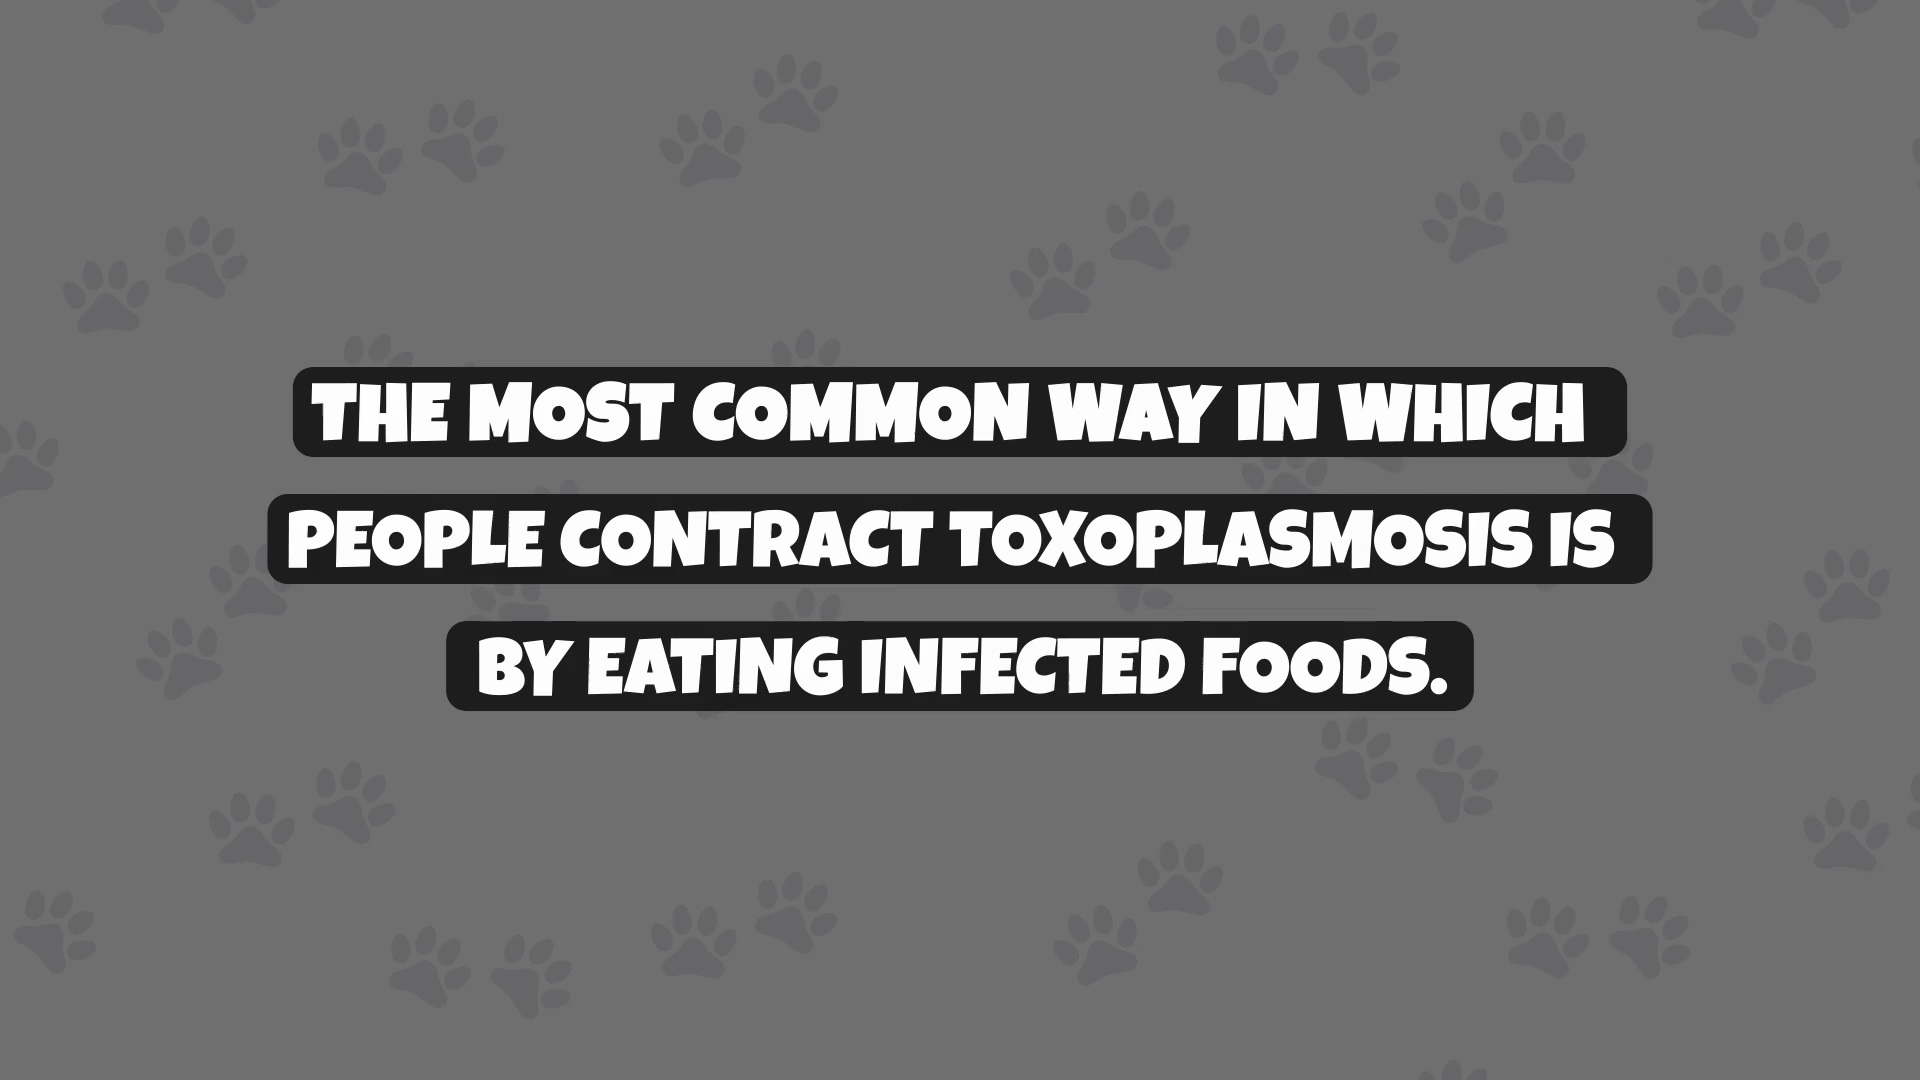 THE MOST COMMON WAY IN WHICH
PEOPLE CONTRACT TOXOPLASMOSIS IS
BY EATING INFECTED FOODS.